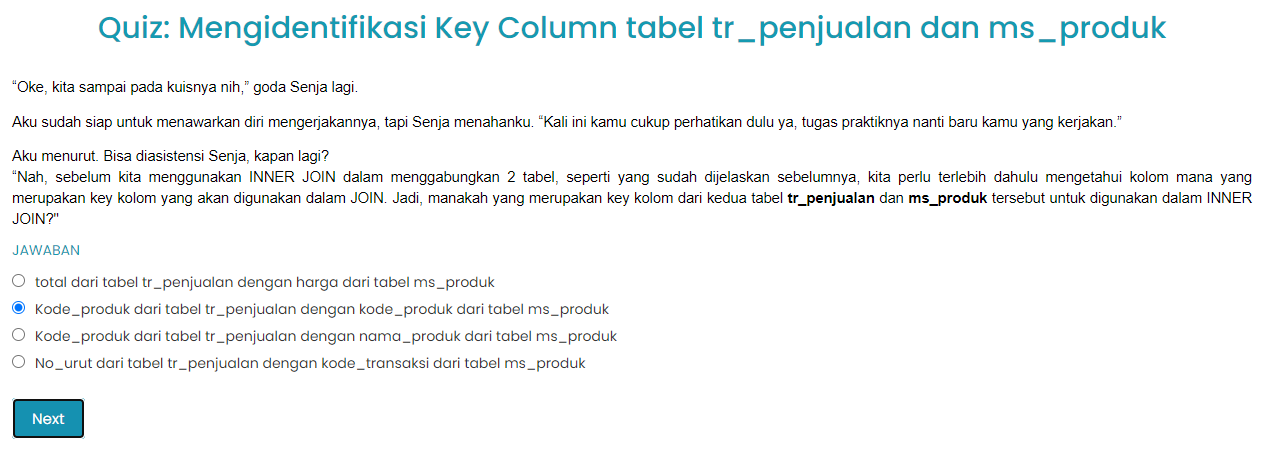 Quiz: Mengidentifikasi Key Column tabel tr_penjualan dan ms_produk
“Oke, kita sampai pada kuisnya nih,” goda Senja lagi.
Aku sudah siap untuk menawarkan diri mengerjakannya, tapi Senja menahanku. “Kali ini kamu cukup perhatikan dulu ya, tugas praktiknya nanti baru kamu yang kerjakan.”
Aku menurut. Bisa diasistensi Senja, kapan lagi?
“Nah, sebelum kita menggunakan INNER JOIN dalam menggabungkan 2 tabel, seperti yang sudah dijelaskan sebelumnya, kita perlu terlebih dahulu mengetahui kolom mana yang
merupakan key kolom yang akan digunakan dalam JOIN. Jadi, manakah yang merupakan key kolom dari kedua tabel tr_penjualan dan ms_produk tersebut untuk digunakan dalam INNER
JOIN?"
JAWABAN
total dari tabel tr_penjualan dengan harga dari tabel ms_produk
Kode_produk dari tabel tr_penjualan dengan kode_produk dari tabel ms_produk
Kode_produk dari tabel tr_penjualan dengan nama_produk dari tabel ms_produk
No_urut dari tabel tr_penjualan dengan kode_transaksi dari tabel ms_produk
Next